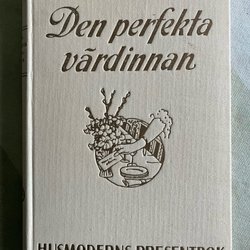 Den perfekta
värdinnan
HUSMODERNS PRESENTBOK